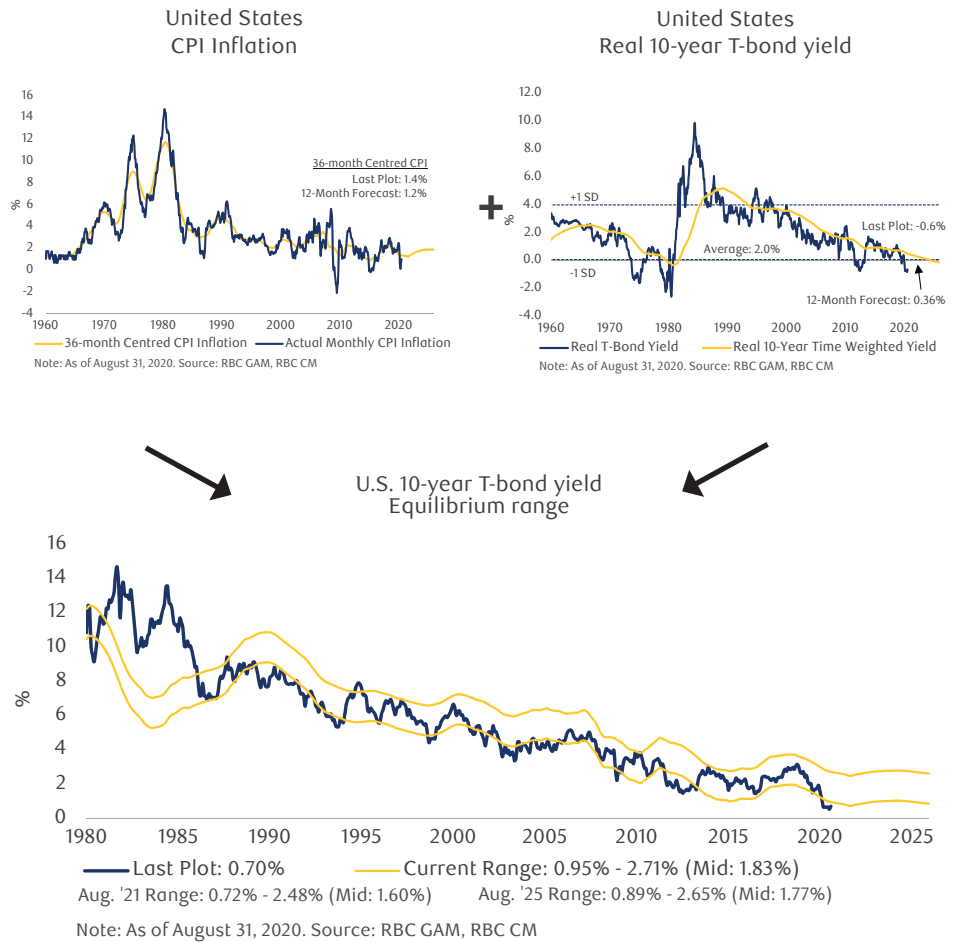 United States
CPI Inflation
16
14
12
10
8
6
4
2
0
-2
-4
%
36-month Centred CPI
Last Plot: 1.4%
12-Month Forecast: 1.2%
1960 1970 1980 1990 2000 2010 2020
36-month Centred CPI Inflation Actual Monthly CPI Inflation
Note: As of August 31, 2020. Source: RBC GAM, RBC CM
+
United States
Real 10-year T-bond yield
12.0
10.0
8.0
6.0
4.0
2.0
0.0
-2.0
-4.0
%
+1 SD
Last Plot: -0.6%
Average: 2.0%
-1 SD
12-Month Forecast: 0.36%
1960 1970 1980 1990 2000 2010 2020
Real T-Bond Yield Real 10-Year Time Weighted Yield
Note: As of August 31, 2020. Source: RBC GAM, RBC CM
U.S. 10-year T-bond yield
Equilibrium range
16
14
12
10
8
6
4
2
0
%
1980 1985 1990 1995 2000 2005 2010 2015 2020 2025
Last Plot: 0.70% Current Range: 0.95% - 2.71% (Mid: 1.83%)
Aug. '21 Range: 0.72% - 2.48% (Mid: 1.60%) Aug. '25 Range: 0.89% - 2.65% (Mid: 1.77%)
Note: As of August 31, 2020. Source: RBC GAM, RBC CM